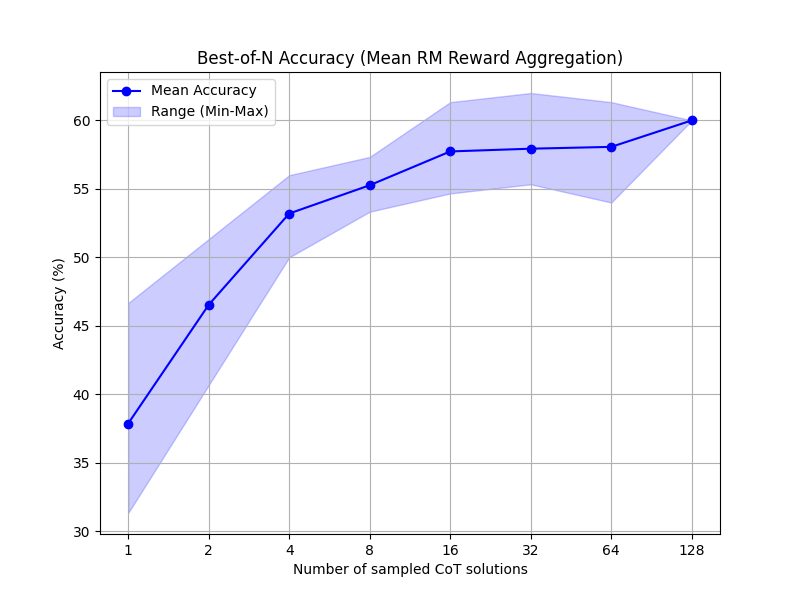 Best-of-N Accuracy (Mean RM Reward Aggregation)
Mean Accuracy
Range (Min-Max)
Accuracy (%)
60
55
50
45
40
35
30
1 2 4 8 16 32 64 128
Number of sampled CoT solutions